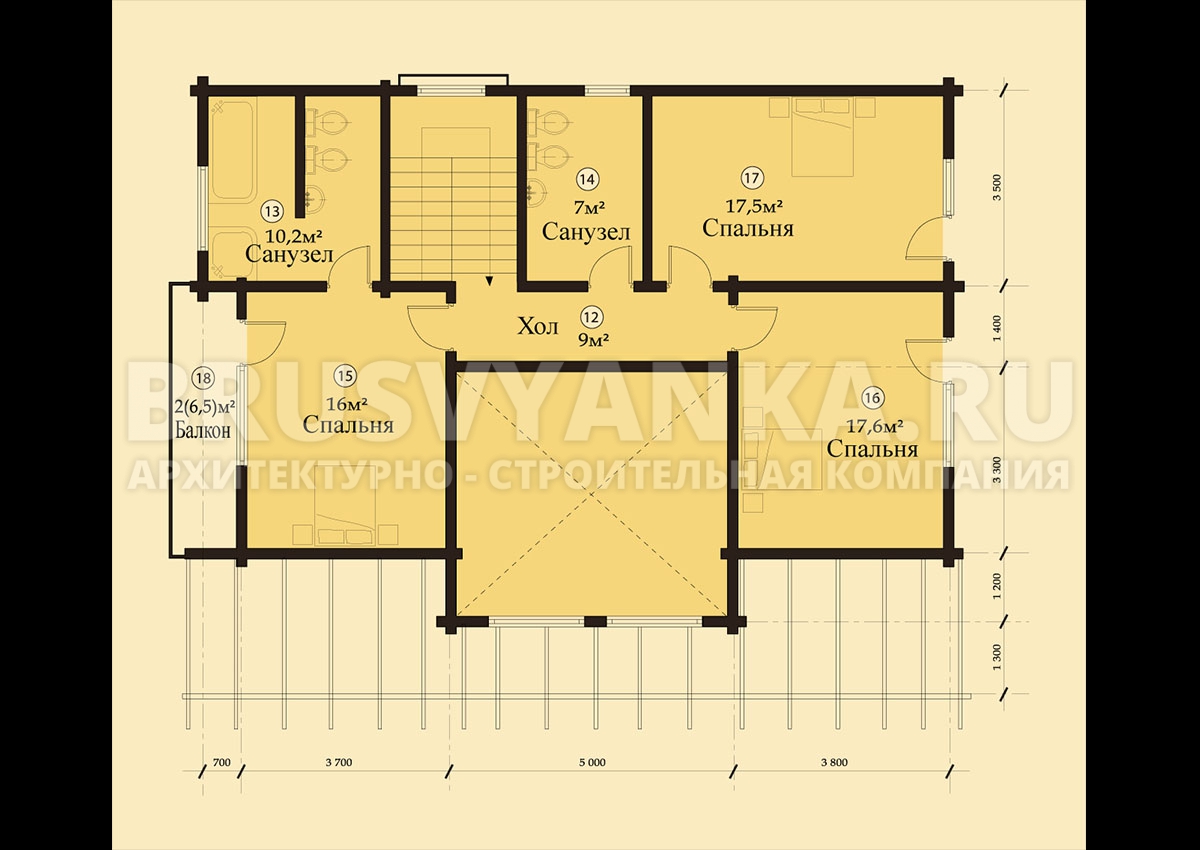 13
10,2м²
Санузел
14
7м²
Санузел
17
17,5м²
Спальня
Хол
12
9м²
18
2(6,5)м²
Балкон
15
16м²
Спальня
16
17,6м²
Спальня
BRUSVYANKA.RU
АРХИТЕКТУРНО - СТРОИТЕЛЬНАЯ КОМПАНИЯ
3 500
1 400
3 300
1 200
1 300
700
3 700
5 000
3 800